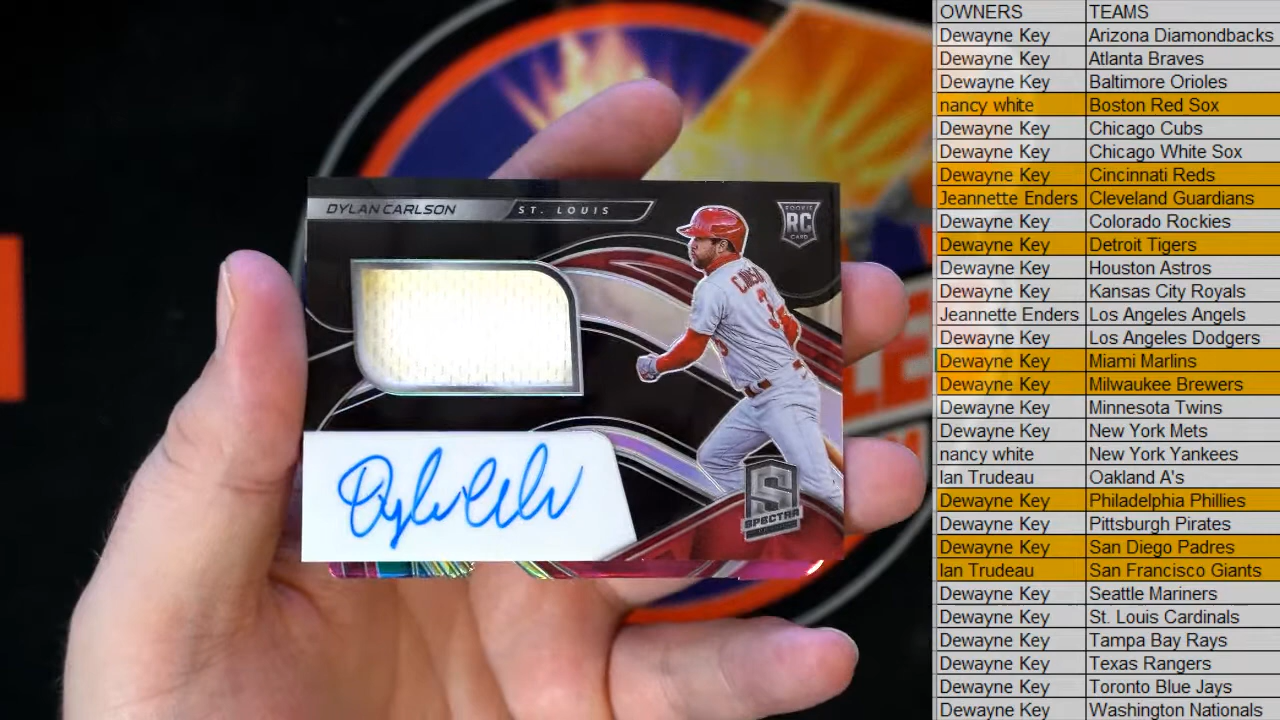 DYLAN CARLSON ST. LOUIS
ROOKIE
RC
CARD
SPECTRA
OWNERS TEAMS
Dewayne Key Arizona Diamondbacks
Dewayne Key Atlanta Braves
Dewayne Key Baltimore Orioles
nancy white Boston Red Sox
Dewayne Key Chicago Cubs
Dewayne Key Chicago White Sox
Dewayne Key Cincinnati Reds
Jeannette Enders Cleveland Guardians
Dewayne Key Colorado Rockies
Dewayne Key Detroit Tigers
Dewayne Key Houston Astros
Dewayne Key Kansas City Royals
Jeannette Enders Los Angeles Angels
Dewayne Key Los Angeles Dodgers
Dewayne Key Miami Marlins
Dewayne Key Milwaukee Brewers
Dewayne Key Minnesota Twins
Dewayne Key New York Mets
nancy white New York Yankees
Ian Trudeau Oakland A's
Dewayne Key Philadelphia Phillies
Dewayne Key Pittsburgh Pirates
Dewayne Key San Diego Padres
Ian Trudeau San Francisco Giants
Dewayne Key Seattle Mariners
Dewayne Key St. Louis Cardinals
Dewayne Key Tampa Bay Rays
Dewayne Key Texas Rangers
Dewayne Key Toronto Blue Jays
Dewayne Key Washington Nationals